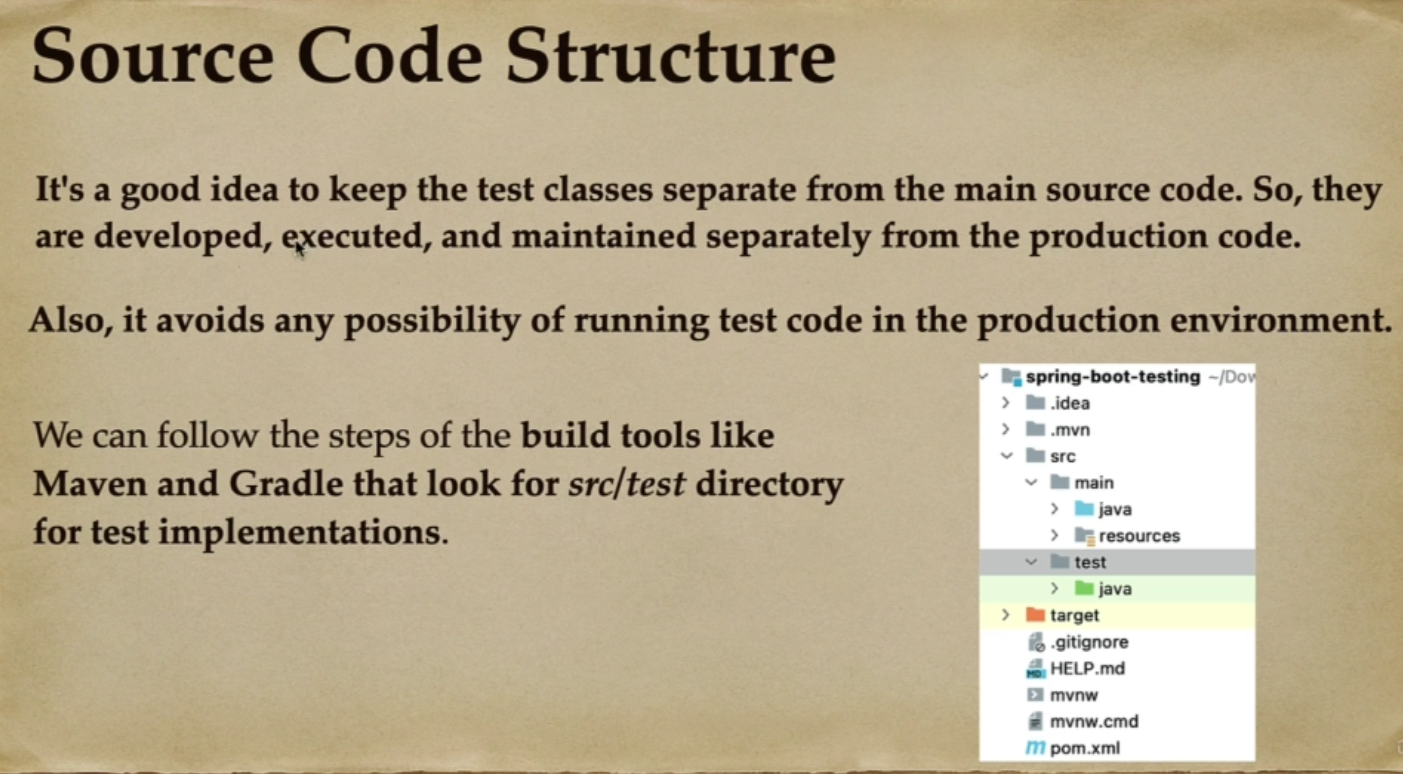 Source Code Structure
It's a good idea to keep the test classes separate from the main source code. So, they
are developed, executed, and maintained separately from the production code.
Also, it avoids any possibility of running test code in the production environment.
We can follow the steps of the build tools like
Maven and Gradle that look for src/test directory
for test implementations.
spring-boot-testing ~/Dow
.idea
.mvn
src
main
java
resources
test
java
target
.gitignore
HELP.md
mvnw
mvnw.cmd
pom.xml